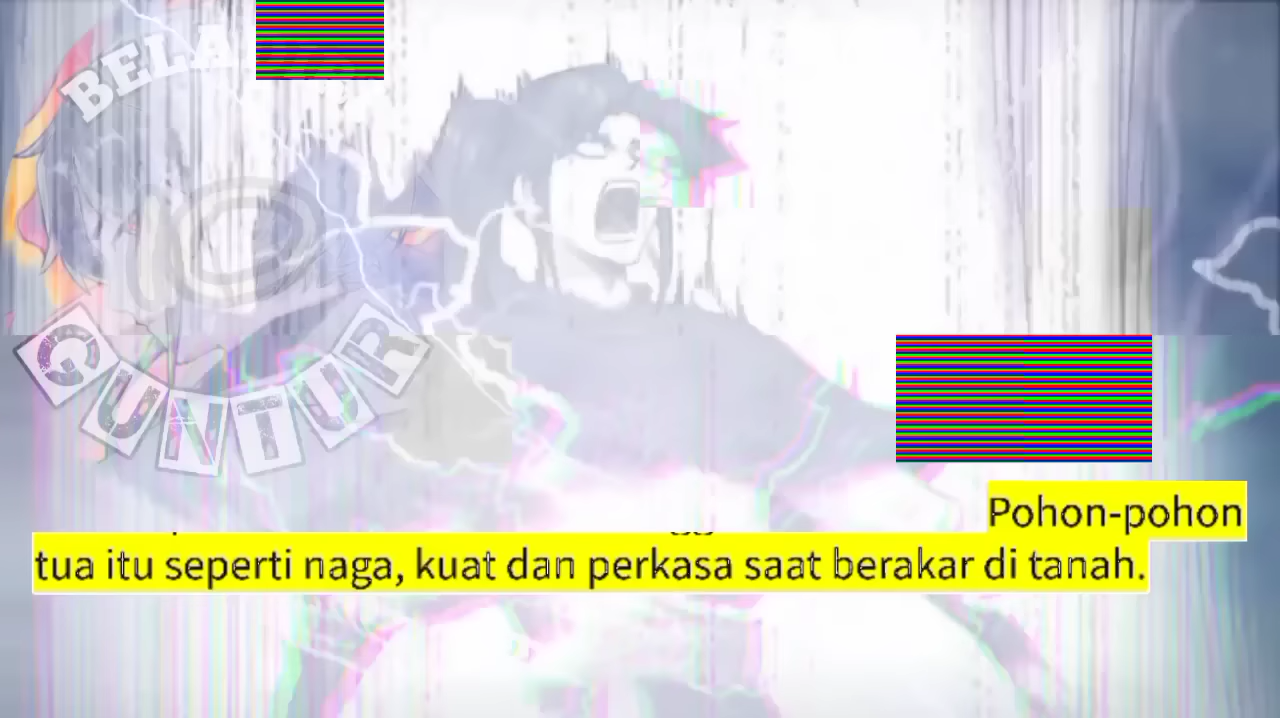 BELA
GUNTUR
Pohon-pohon
tua itu seperti naga, kuat dan perkasa saat berakar di tanah.